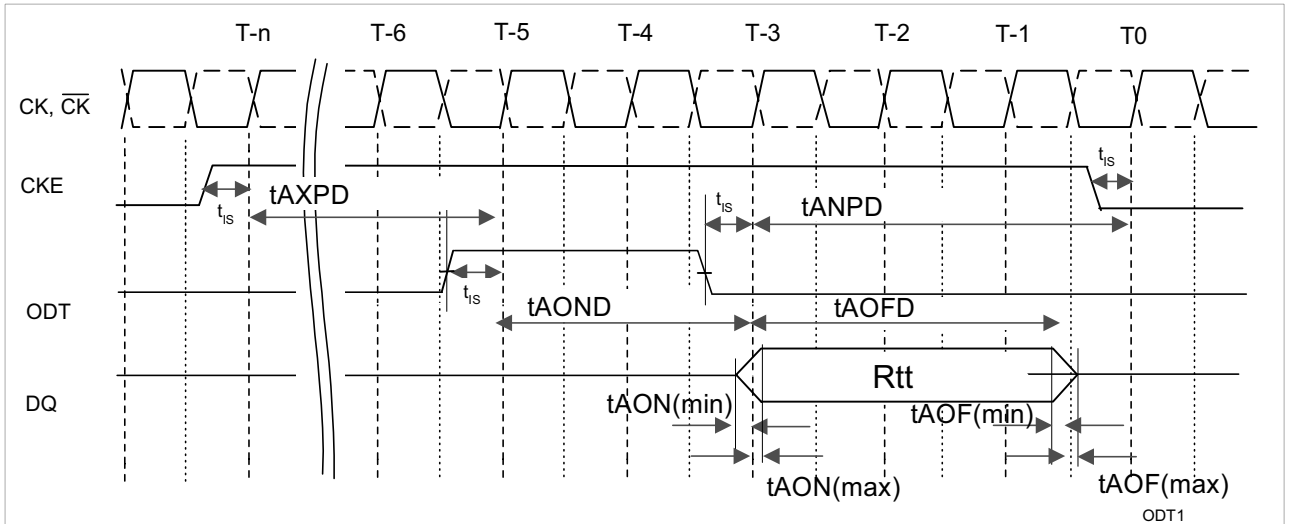 T-n T-6 T-5 T-4 T-3 T-2 T-1 T0
CK, C̅K̅
CKE
tIS
tIS
tAXPD
tIS
tANPD
tIS
ODT
tAOND
tAOFD
Rtt
DQ
tAON(min)
tAOF(min)
tAON(max)
tAOF(max)
ODT1